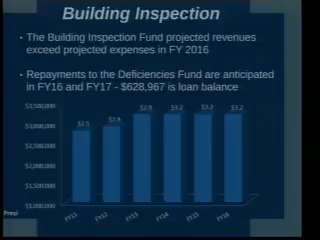 Building Inspection
• The Building Inspection Fund projected revenues
exceed projected expenses in FY 2016
• Repayments to the Deficiencies Fund are anticipated
in FY16 and FY17 - $628,967 is loan balance
$3,500,000
$3,000,000
$2,500,000
$2,000,000
$1,500,000
$1,000,000
$2.5
$2.8
$2.9
$3.2
$3.2
$3.2
FY11
FY12
FY13
FY14
FY15
FY16